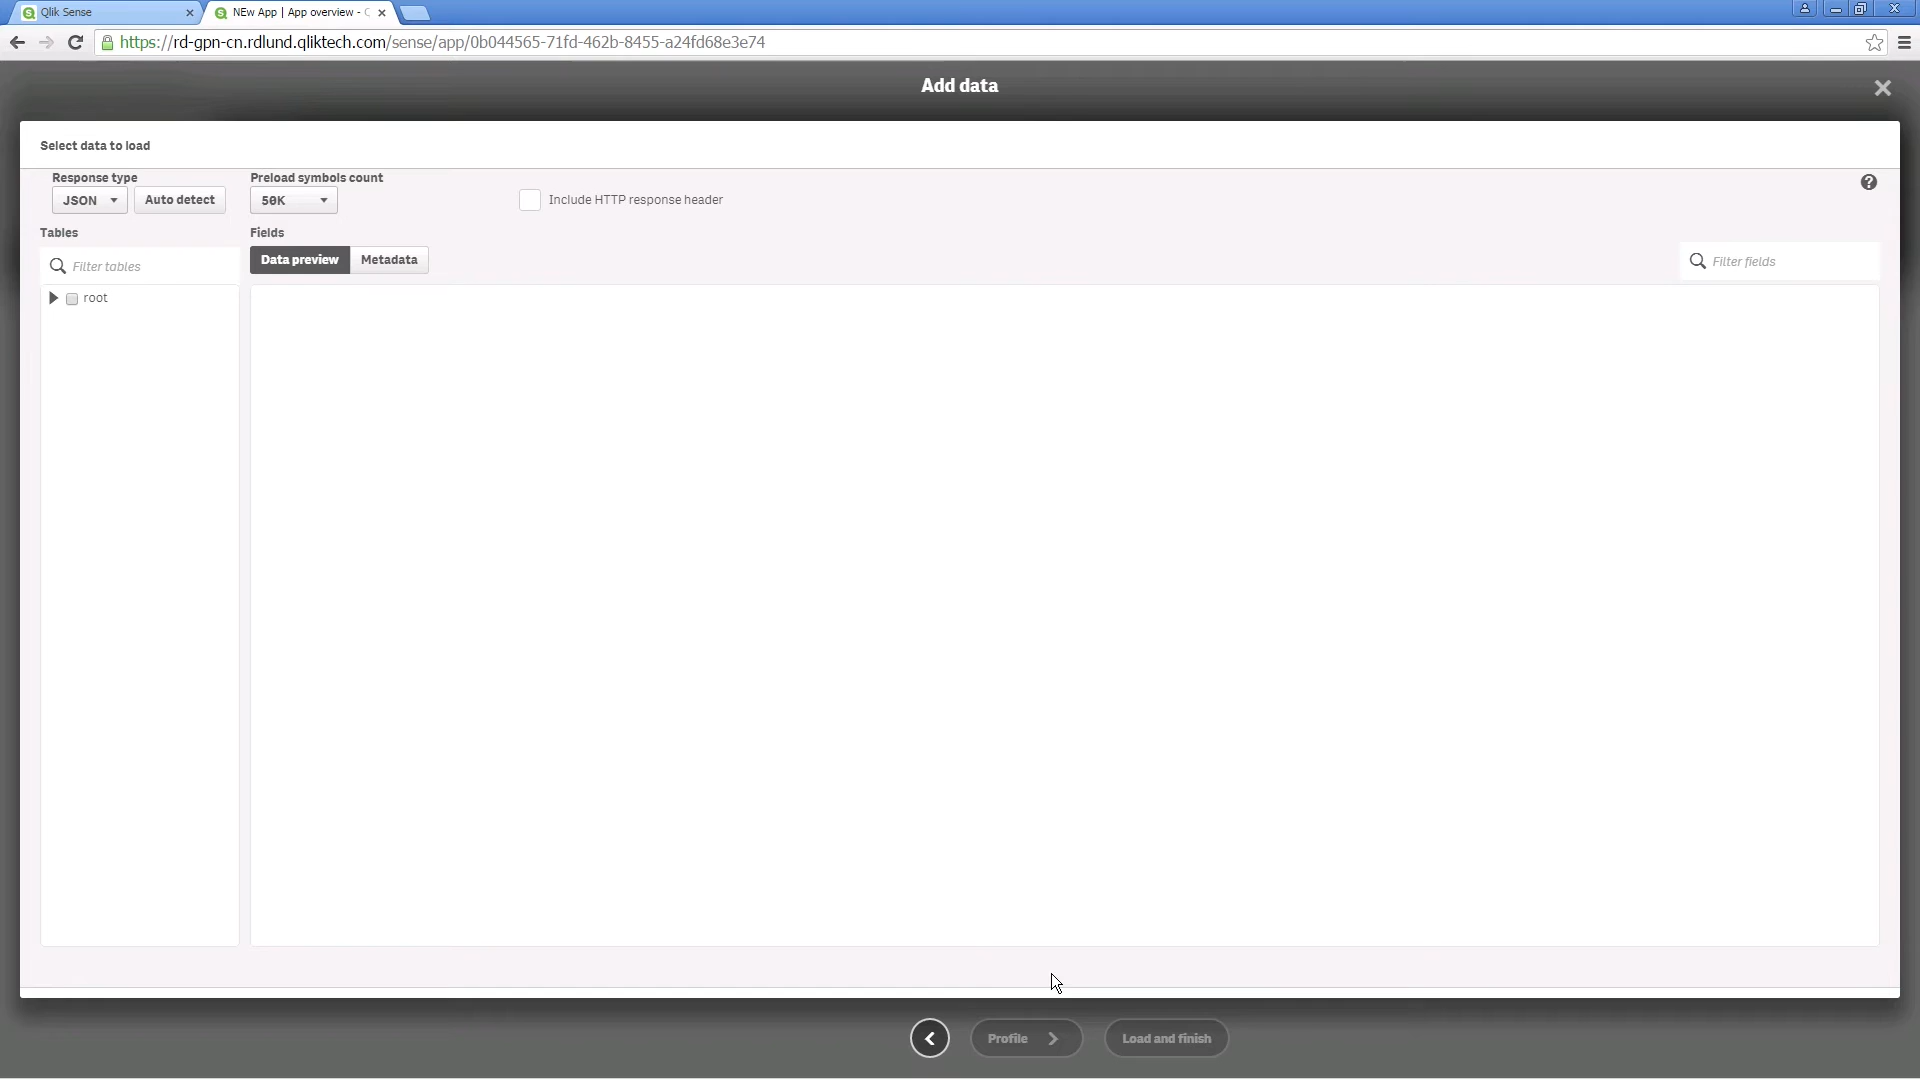 Qlik Sense
NEw App | App overview -
https://rd-gpn-cn.rdlund.qliktech.com/sense/app/0b044565-71fd-462b-8455-a24fd68e3e74
Add data
Select data to load
Response type
Preload symbols count
JSON
Auto detect
50K
Include HTTP response header
Tables
Fields
Filter tables
Data preview
Metadata
Filter fields
root
Profile
Load and finish